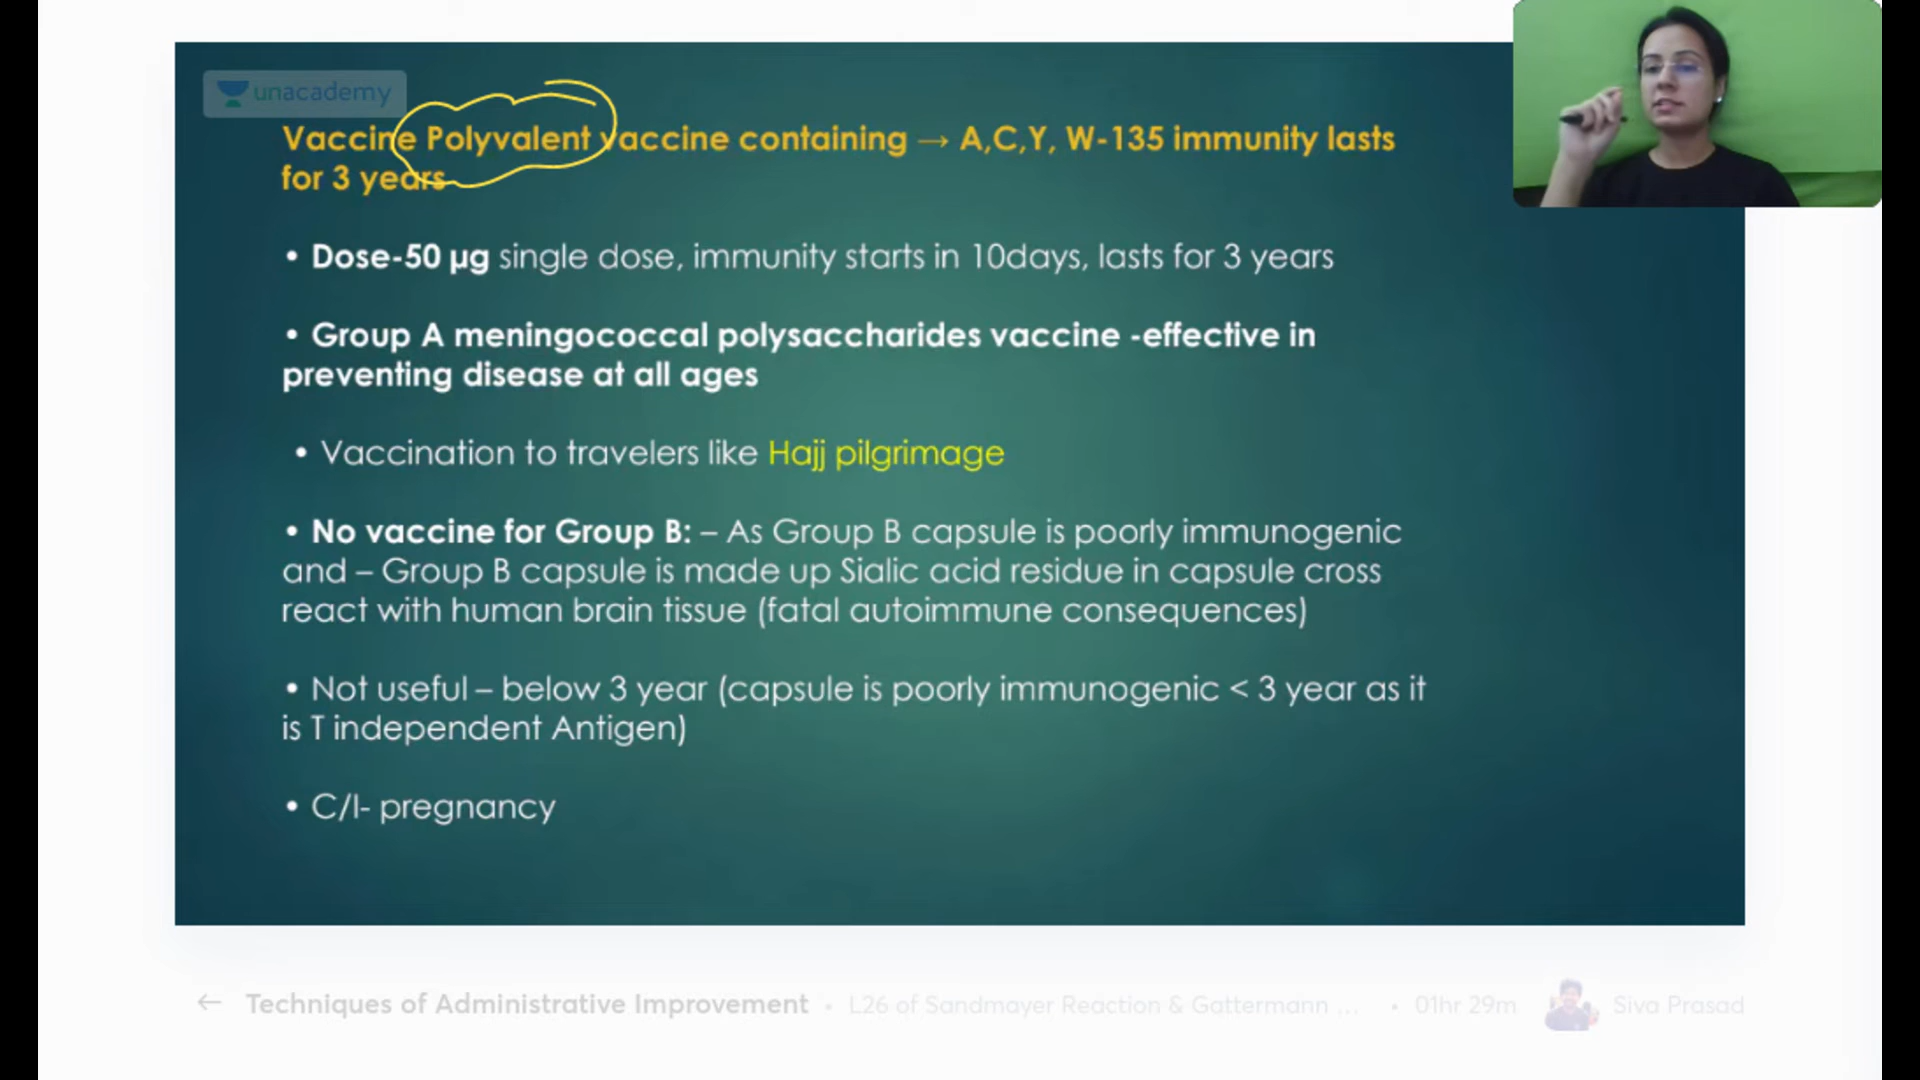 unacademy
Vaccine Polyvalent vaccine containing → A,C,Y, W-135 immunity lasts
for 3 years
• Dose-50 µg single dose, immunity starts in 10days, lasts for 3 years
• Group A meningococcal polysaccharides vaccine -effective in
preventing disease at all ages
• Vaccination to travelers like Hajj pilgrimage
• No vaccine for Group B: – As Group B capsule is poorly immunogenic
and – Group B capsule is made up Sialic acid residue in capsule cross
react with human brain tissue (fatal autoimmune consequences)
• Not useful – below 3 year (capsule is poorly immunogenic < 3 year as it
is T independent Antigen)
• C/I- pregnancy
← Techniques of Administrative Improvement • L26 of Sandmayer Reaction & Gattermann ... • 01hr 29m Siva Prasad